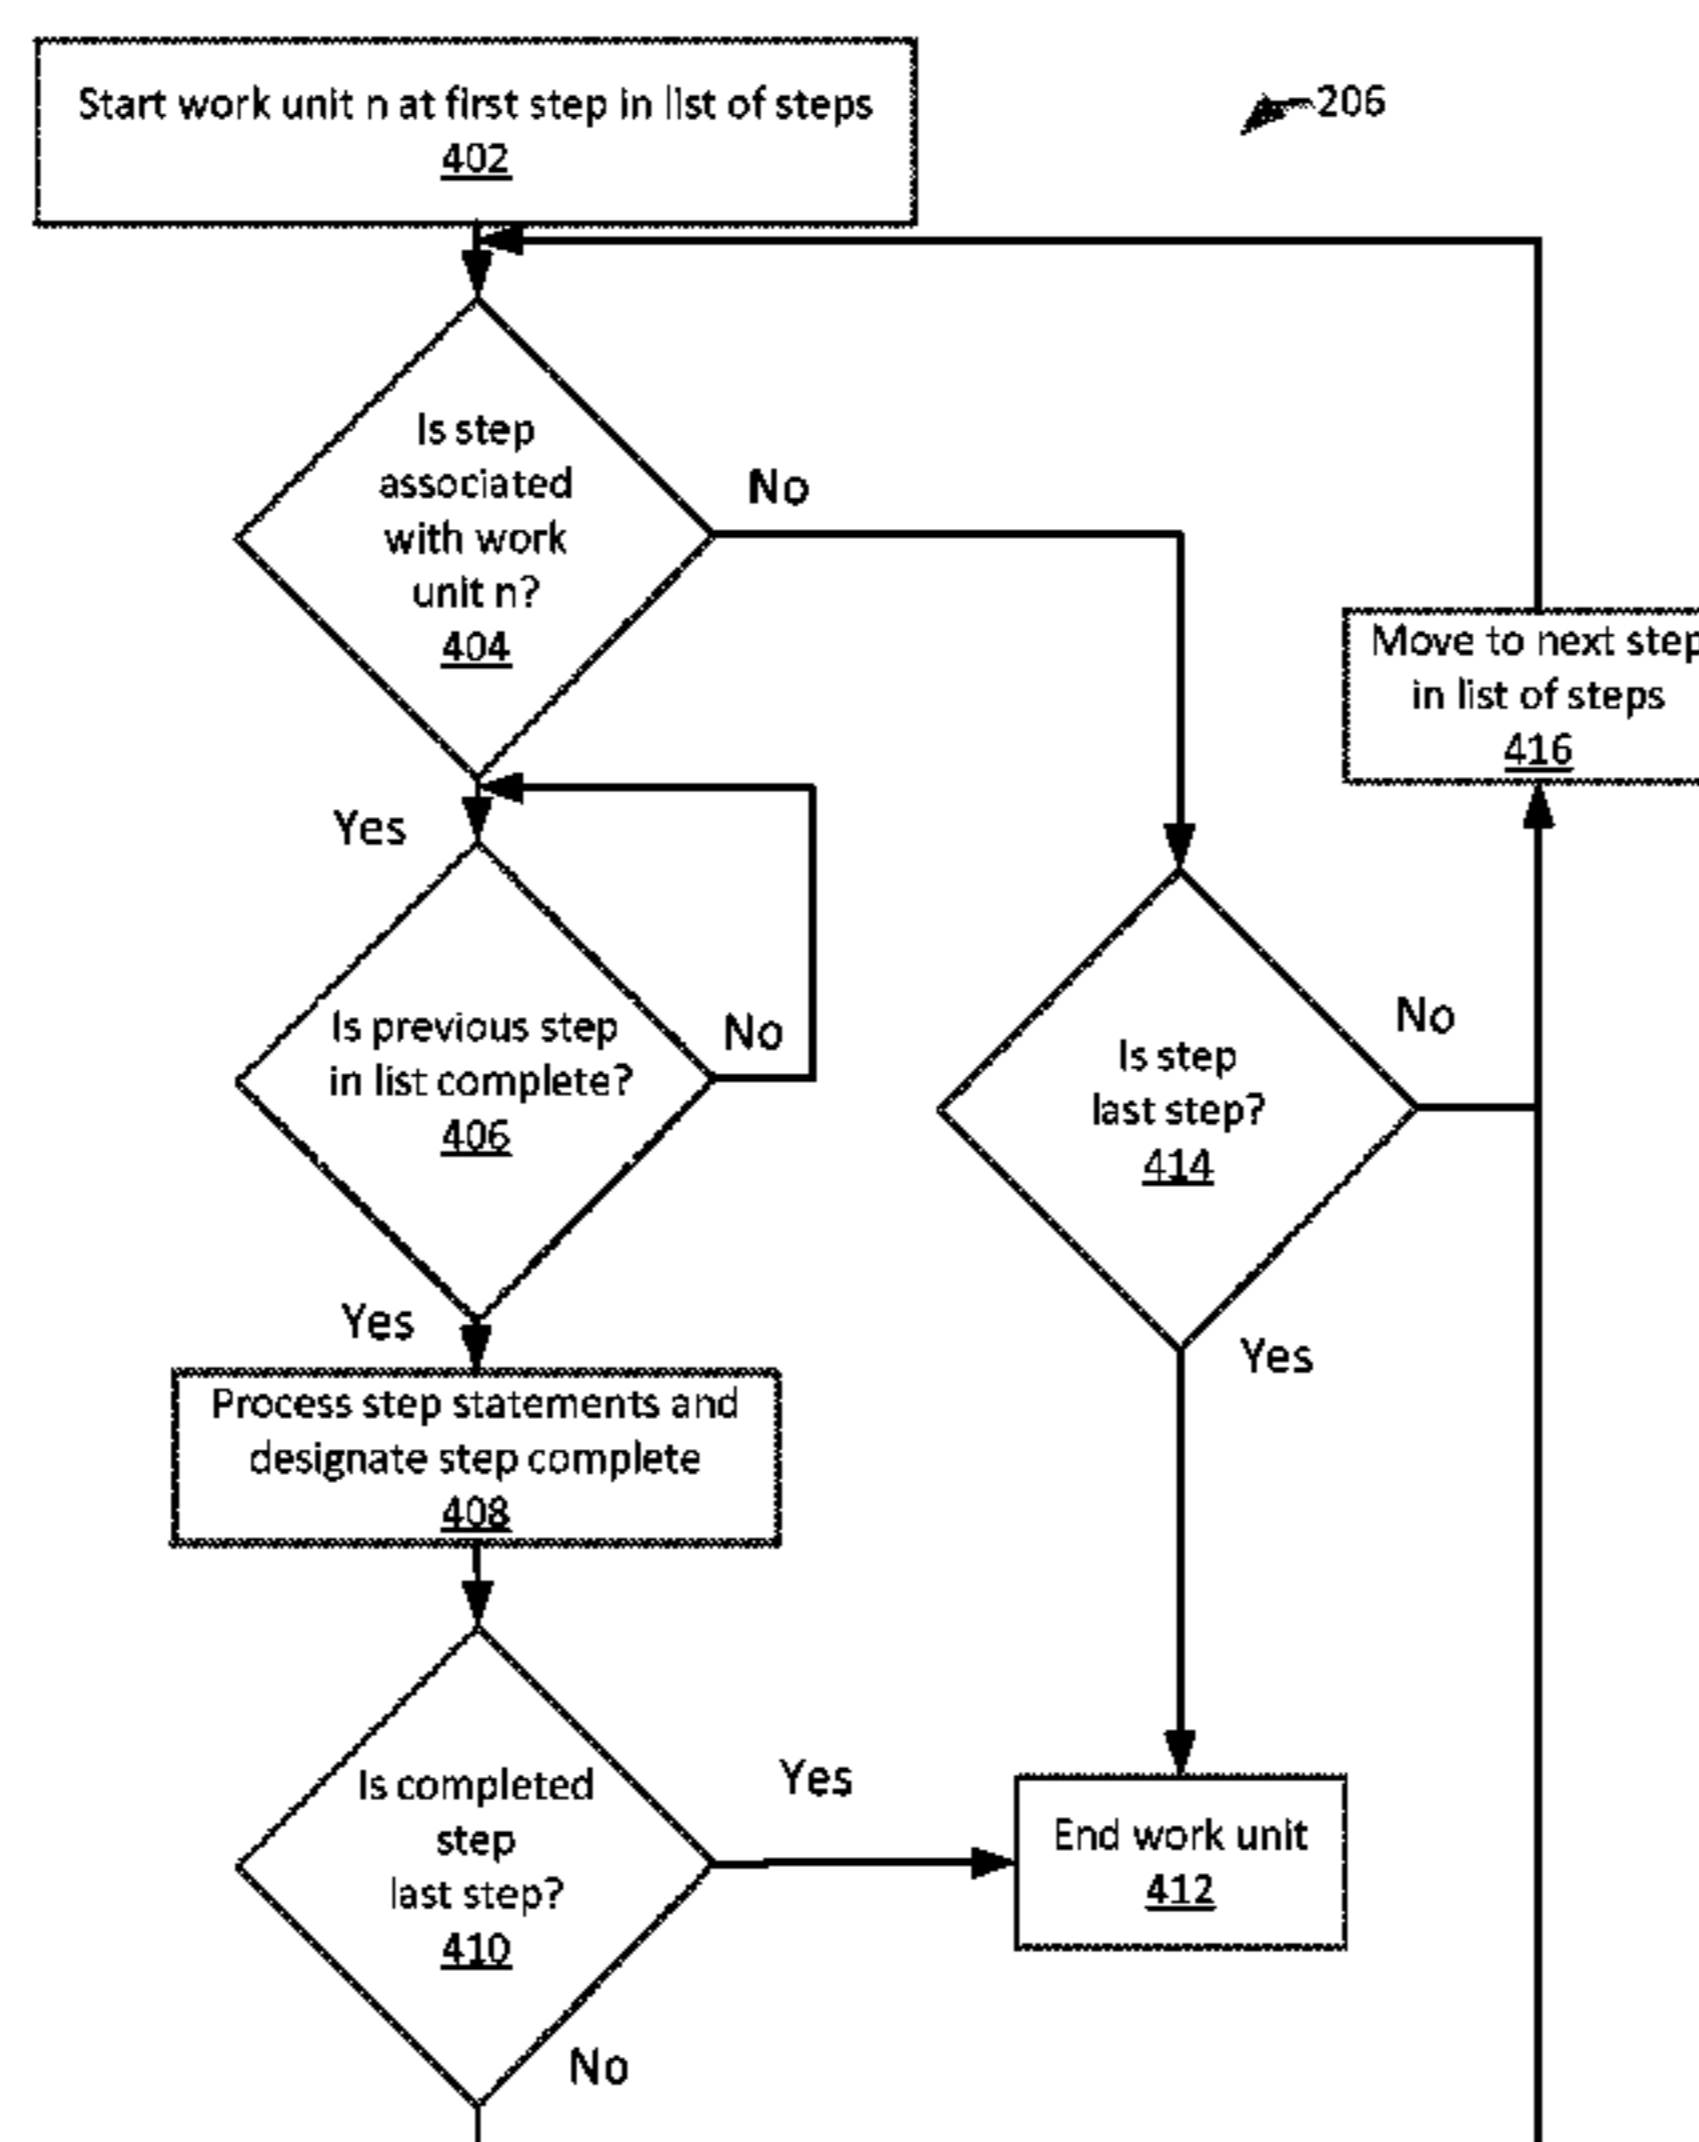 Start work unit n at first step in list of steps
402
206
Is step
associated
with work
unit n?
404
No
Move to next step
in list of steps
416
Yes
Is previous step
in list complete?
406
No
Is step
last step?
414
No
Yes
Yes
Process step statements and
designate step complete
408
Is completed
step
last step?
410
Yes
End work unit
412
No